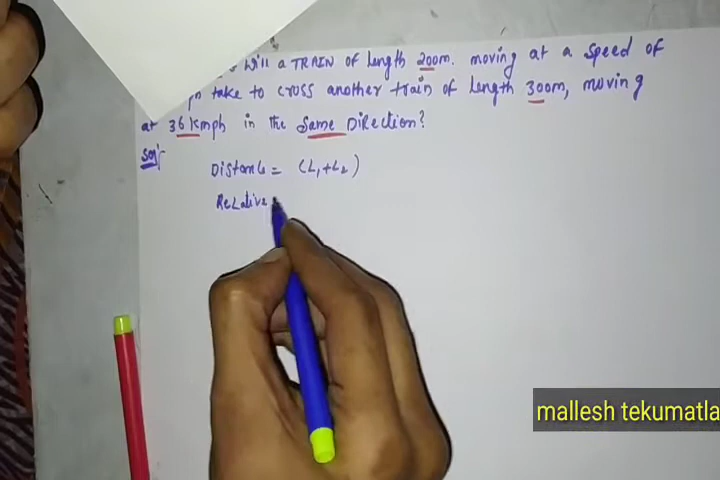 will a TRAIN of Length 200m. moving at a speed of
take to cross another train of Length 300m, moving
at 36 Kmph in the Same Direction?
Sol:
Distance = (L₁+L₂)
Relative
mallesh tekumatla